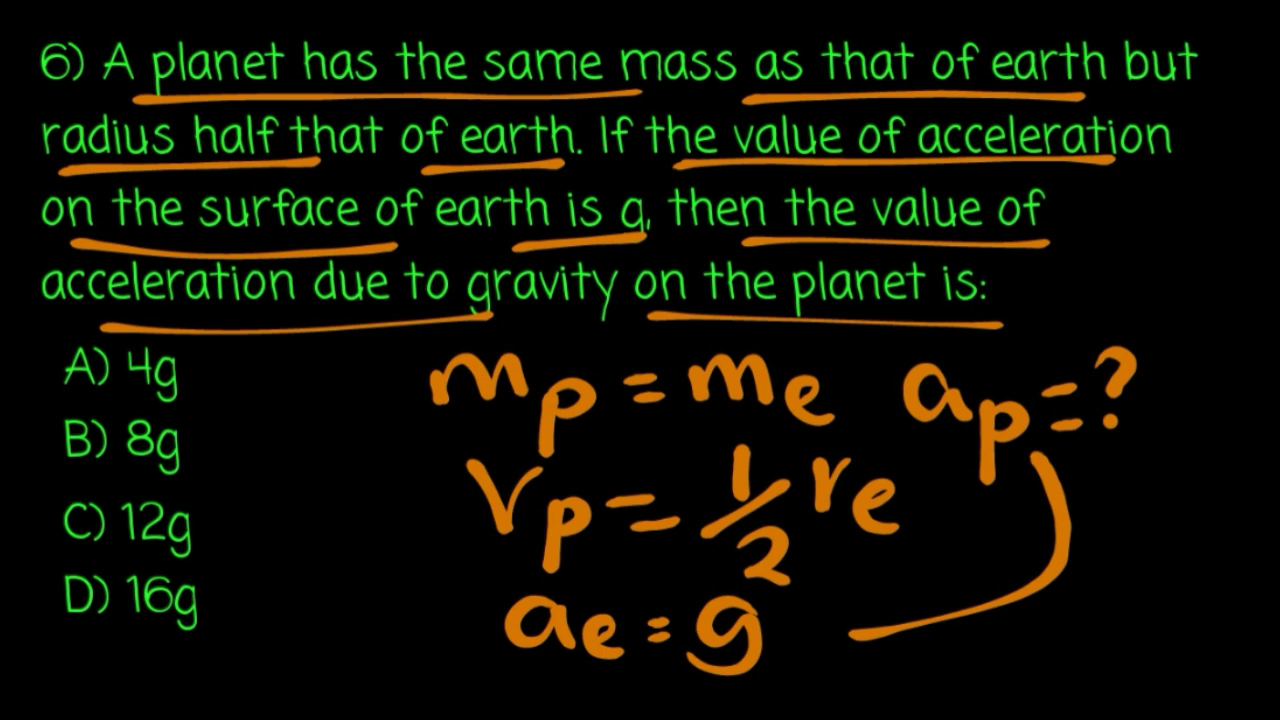 6) A planet has the same mass as that of earth but
radius half that of earth. If the value of acceleration
on the surface of earth is g, then the value of
acceleration due to gravity on the planet is:
A) 4g
B) 8g
C) 12g
D) 16g
mp = me ap = ?
rp = 1/2 re
ae = g